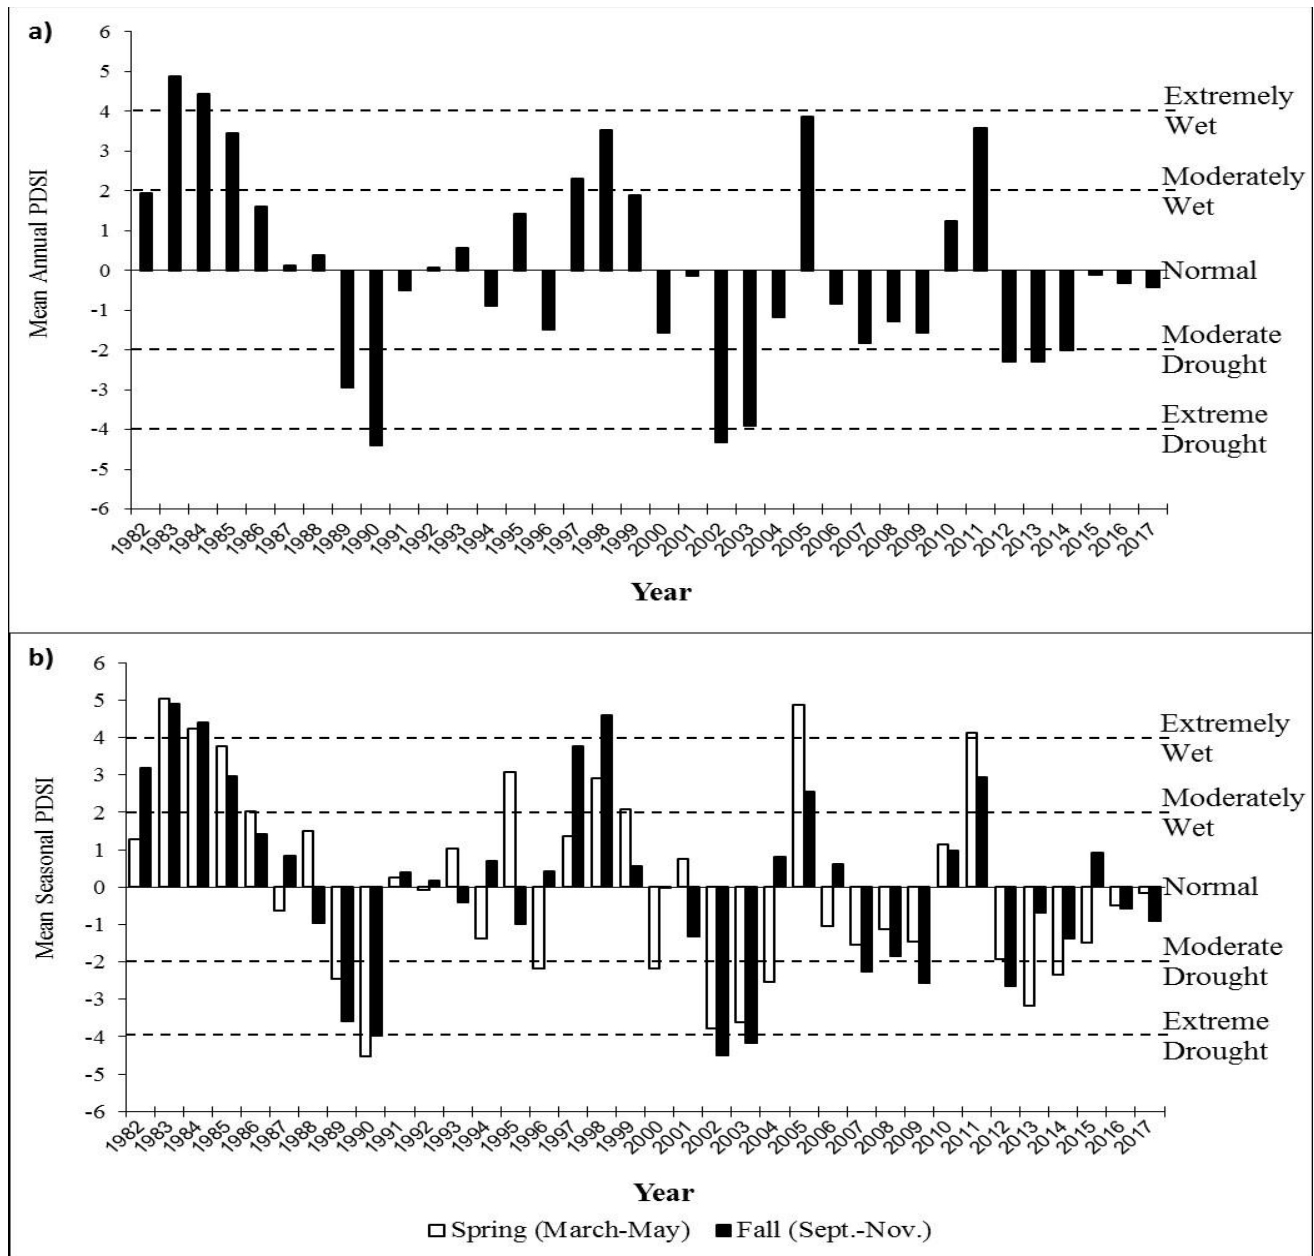 a)
6
5
4
3
2
1
0
-1
-2
-3
-4
-5
-6
Mean Annual PDSI
Extremely
Wet
Moderately
Wet
Normal
Moderate
Drought
Extreme
Drought
1982 1983 1984 1985 1986 1987 1988 1989 1990 1991 1992 1993 1994 1995 1996 1997 1998 1999 2000 2001 2002 2003 2004 2005 2006 2007 2008 2009 2010 2011 2012 2013 2014 2015 2016 2017
Year
b)
6
5
4
3
2
1
0
-1
-2
-3
-4
-5
-6
Mean Seasonal PDSI
Extremely
Wet
Moderately
Wet
Normal
Moderate
Drought
Extreme
Drought
1982 1983 1984 1985 1986 1987 1988 1989 1990 1991 1992 1993 1994 1995 1996 1997 1998 1999 2000 2001 2002 2003 2004 2005 2006 2007 2008 2009 2010 2011 2012 2013 2014 2015 2016 2017
Year
Spring (March-May) Fall (Sept.-Nov.)